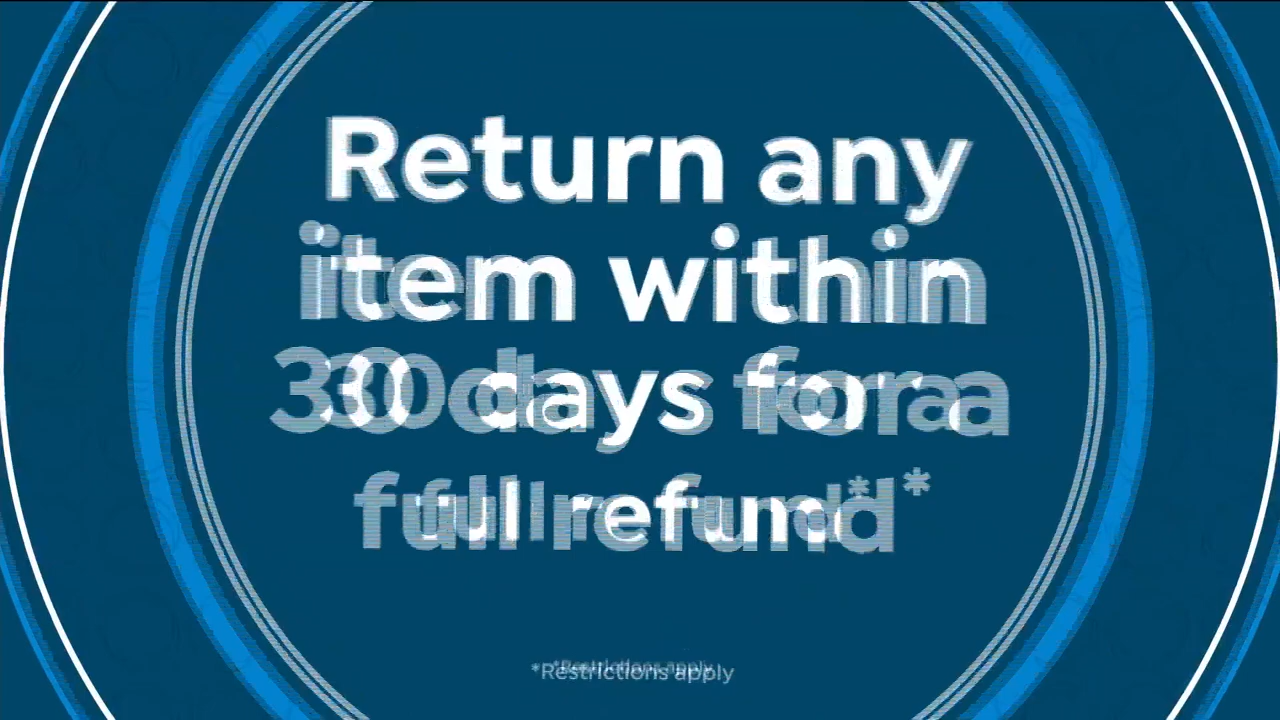 Return any
item within
30 days for a
full refund*
*Restrictions apply